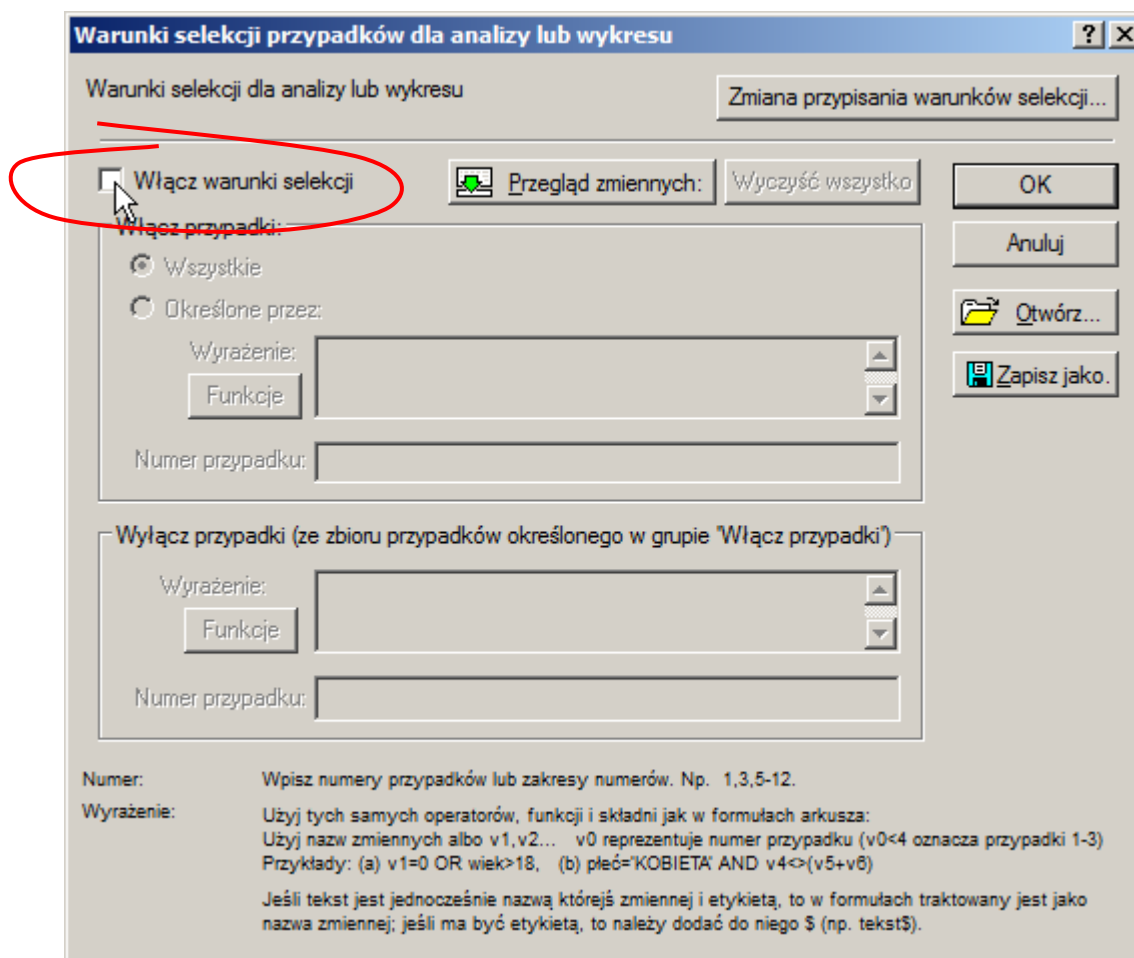 Warunki selekcji przypadków dla analizy lub wykresu
Warunki selekcji dla analizy lub wykresu
Zmiana przypisania warunków selekcji...
Włącz warunki selekcji
Przegląd zmiennych:
Wyczyść wszystko
OK
Włącz przypadki:
Anuluj
Wszystkie
Określone przez:
Otwórz...
Wyrażenie:
Zapisz jako.
Funkcje
Numer przypadku:
Wyłącz przypadki (ze zbioru przypadków określonego w grupie 'Włącz przypadki')
Wyrażenie:
Funkcje
Numer przypadku:
Numer: Wpisz numery przypadków lub zakresy numerów. Np. 1,3,5-12.
Wyrażenie: Użyj tych samych operatorów, funkcji i składni jak w formułach arkusza:
Użyj nazw zmiennych albo v1,v2... v0 reprezentuje numer przypadku (v0<4 oznacza przypadki 1-3)
Przykłady: (a) v1=0 OR wiek>18, (b) płeć='KOBIETA' AND v4<>(v5+v6)
Jeśli tekst jest jednocześnie nazwą którejś zmiennej i etykietą, to w formułach traktowany jest jako
nazwa zmiennej; jeśli ma być etykietą, to należy dodać do niego $ (np. tekst$).